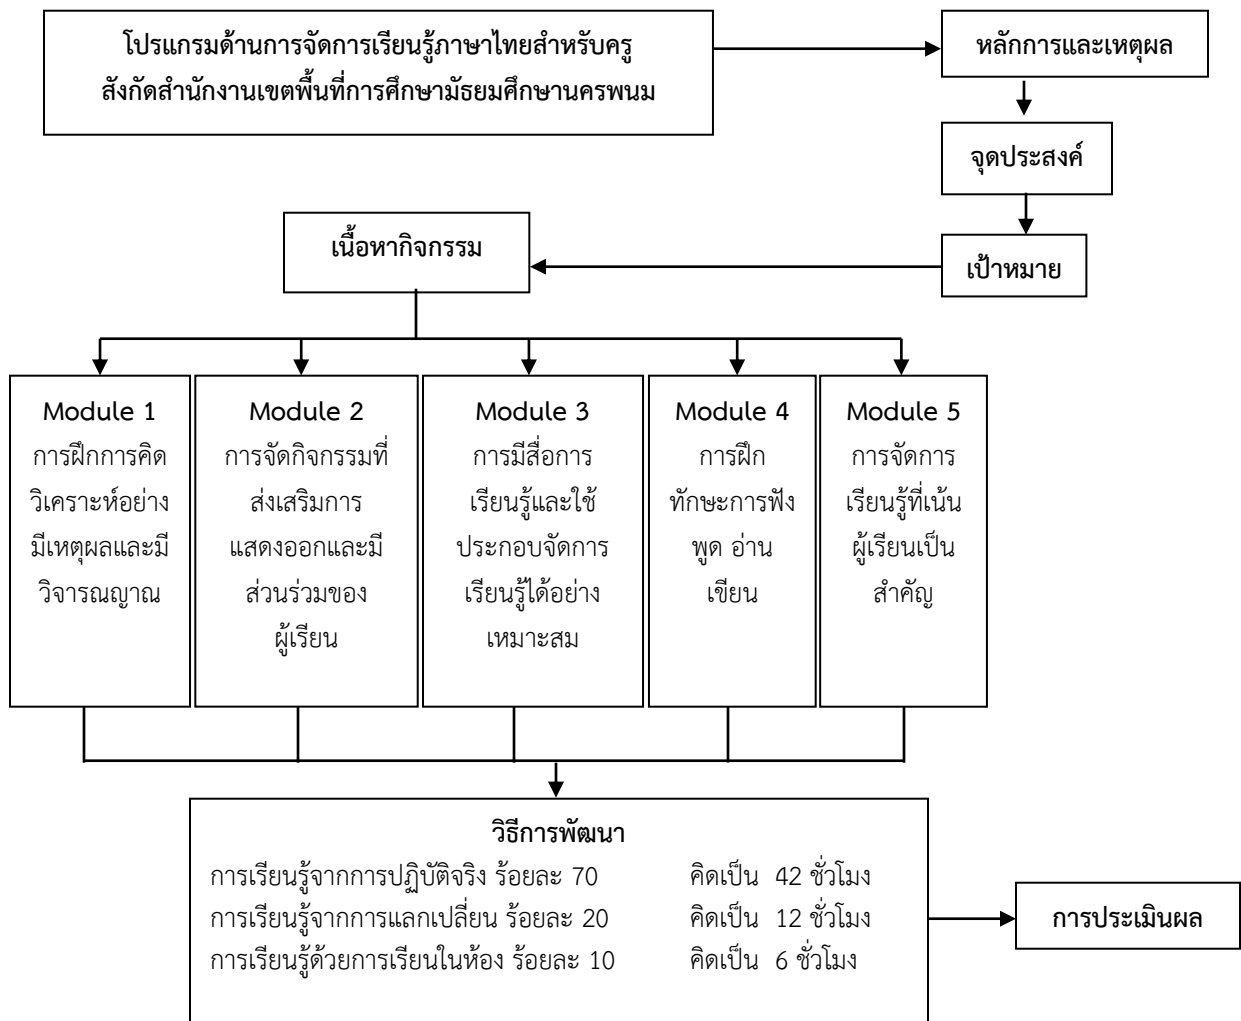 โปรแกรมด้านการจัดการเรียนรู้ภาษาไทยสำหรับครู
สังกัดสำนักงานเขตพื้นที่การศึกษามัธยมศึกษานครพนม
หลักการและเหตุผล
จุดประสงค์
เป้าหมาย
เนื้อหากิจกรรม
Module 1
การฝึกการคิด
วิเคราะห์อย่าง
มีเหตุผลและมี
วิจารณญาณ
Module 2
การจัดกิจกรรมที่
ส่งเสริมการ
แสดงออกและมี
ส่วนร่วมของ
ผู้เรียน
Module 3
การมีสื่อการ
เรียนรู้และใช้
ประกอบจัดการ
เรียนรู้ได้อย่าง
เหมาะสม
Module 4
การฝึก
ทักษะการฟัง
พูด อ่าน
เขียน
Module 5
การจัดการ
เรียนรู้ที่เน้น
ผู้เรียนเป็น
สำคัญ
วิธีการพัฒนา
การเรียนรู้จากการปฏิบัติจริง ร้อยละ 70 คิดเป็น 42 ชั่วโมง
การเรียนรู้จากการแลกเปลี่ยน ร้อยละ 20 คิดเป็น 12 ชั่วโมง
การเรียนรู้ด้วยการเรียนในห้อง ร้อยละ 10 คิดเป็น 6 ชั่วโมง
การประเมินผล